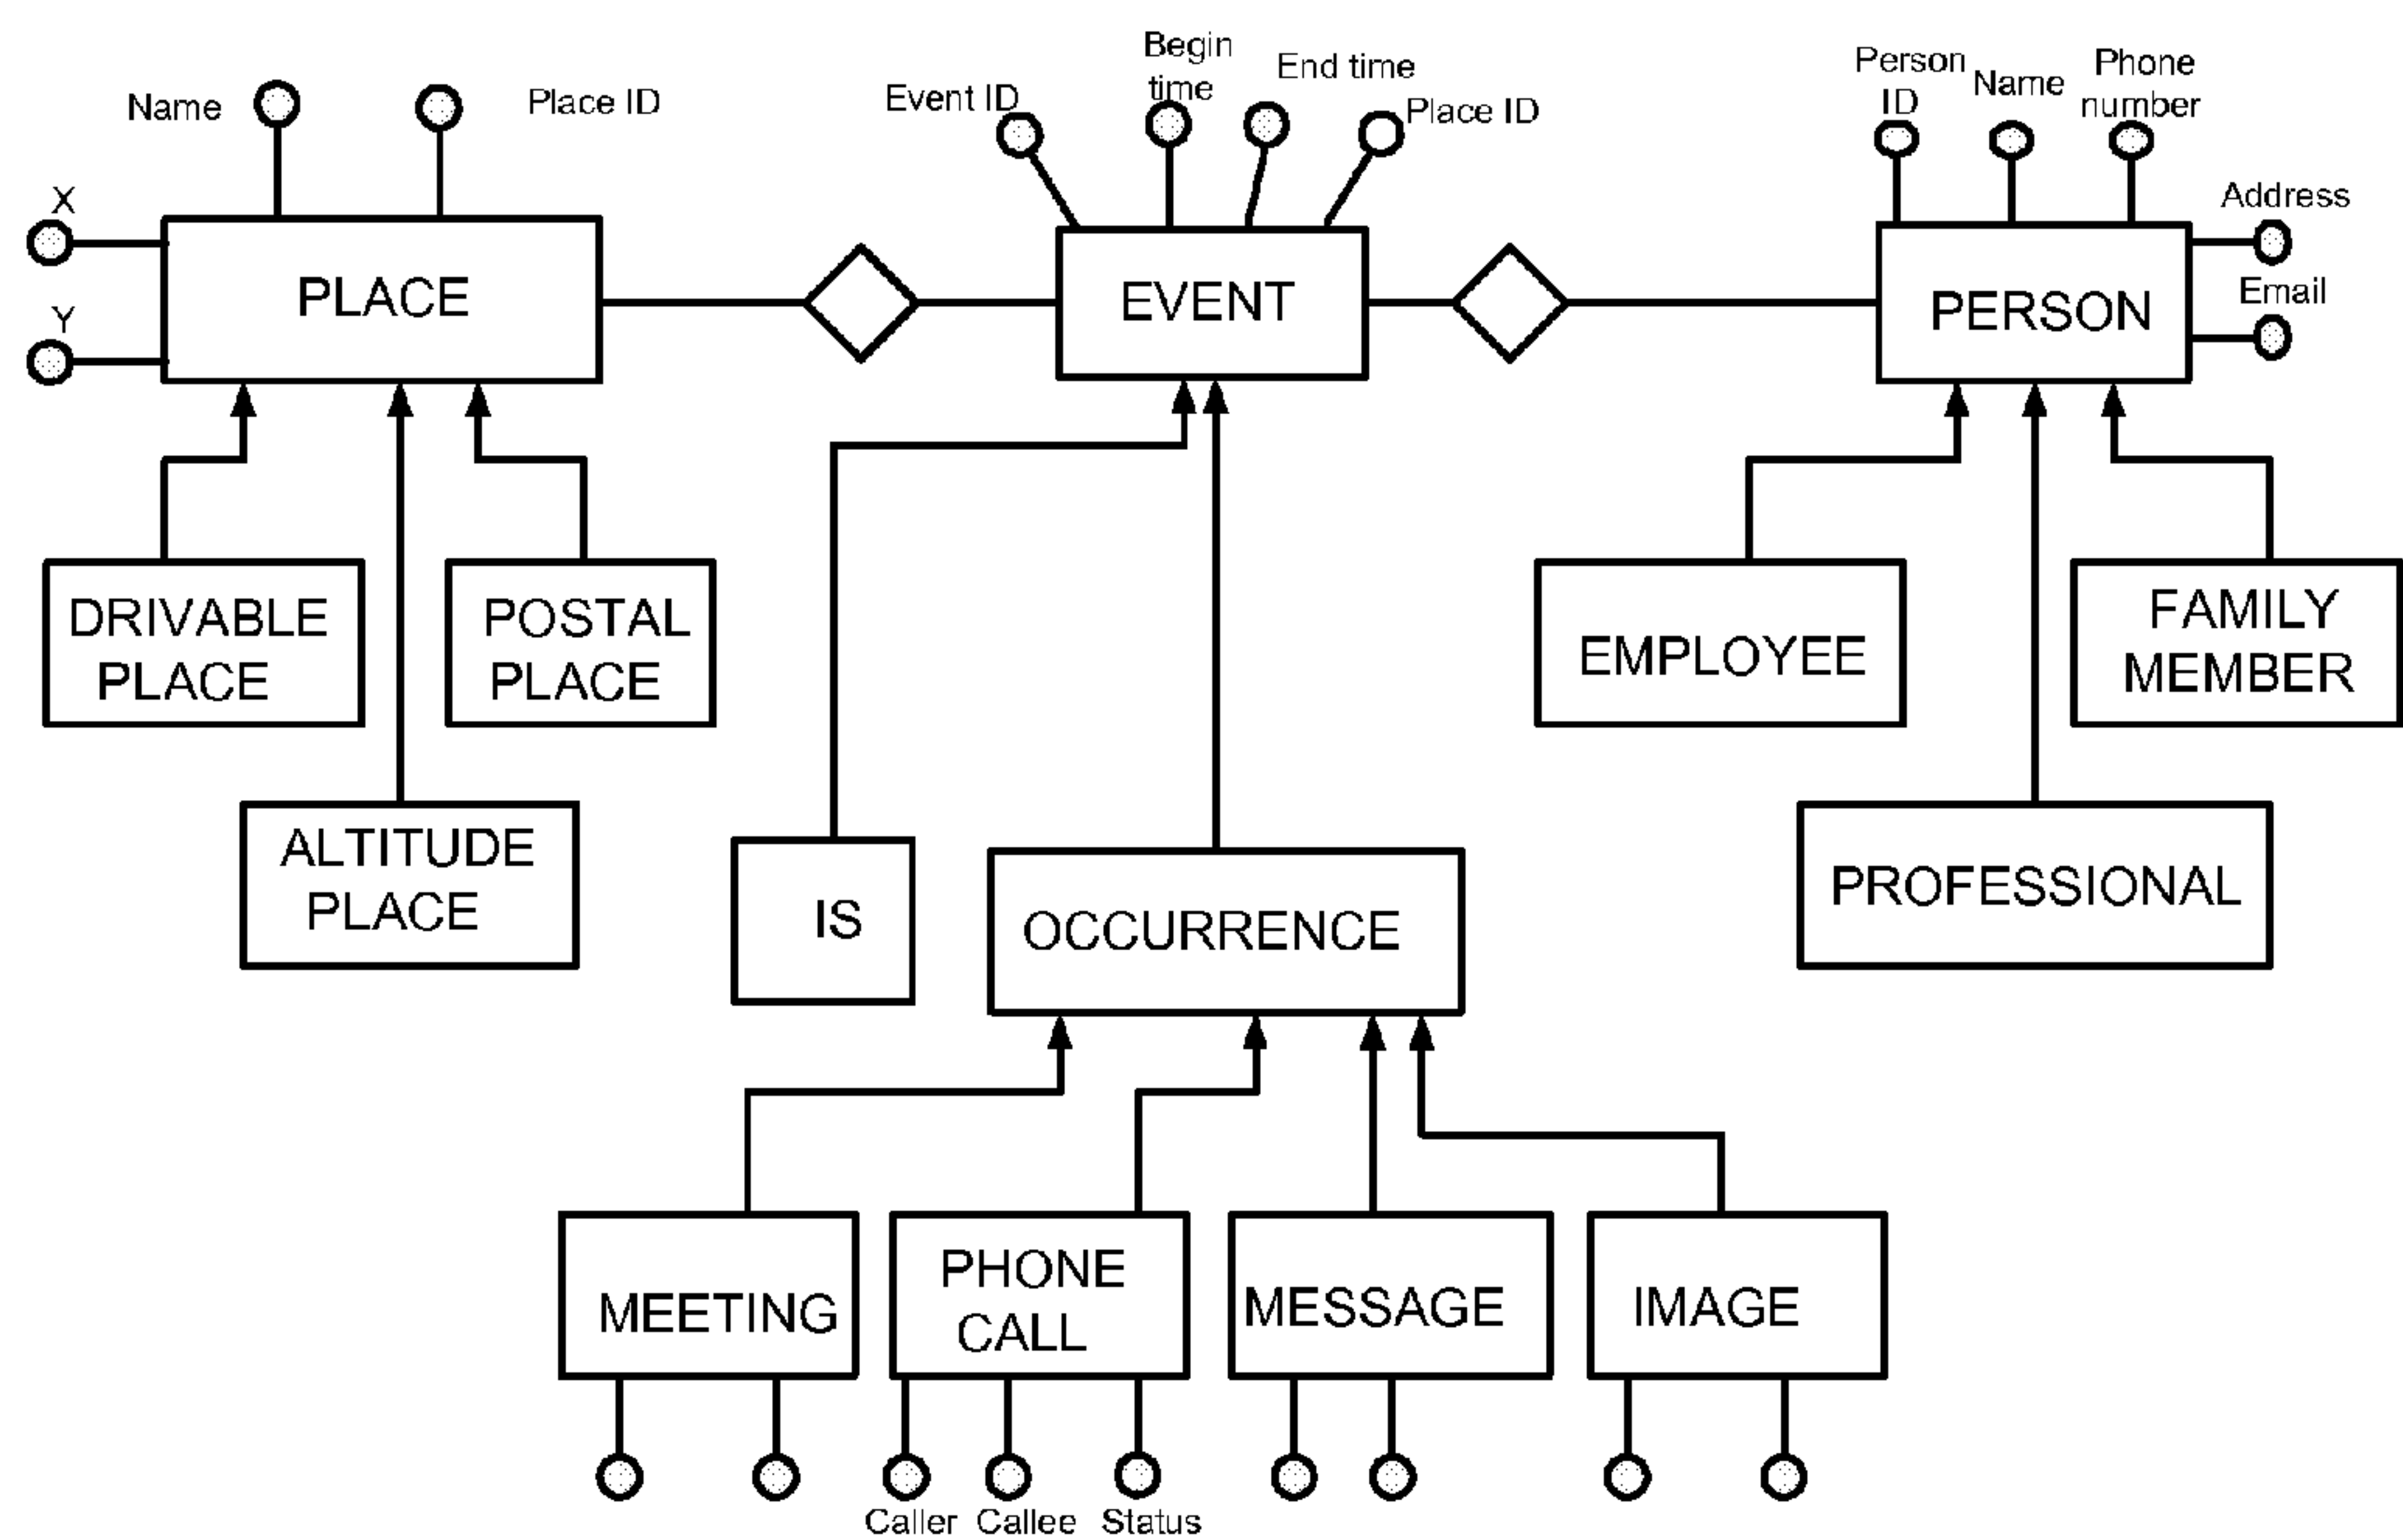 Name
Place ID
X
Y
PLACE
Event ID
Begin
time
End time
Place ID
EVENT
Person
ID
Name
Phone
number
Address
Email
PERSON
DRIVABLE
PLACE
POSTAL
PLACE
ALTITUDE
PLACE
IS
OCCURRENCE
EMPLOYEE
FAMILY
MEMBER
PROFESSIONAL
MEETING
PHONE
CALL
MESSAGE
IMAGE
Caller
Callee
Status